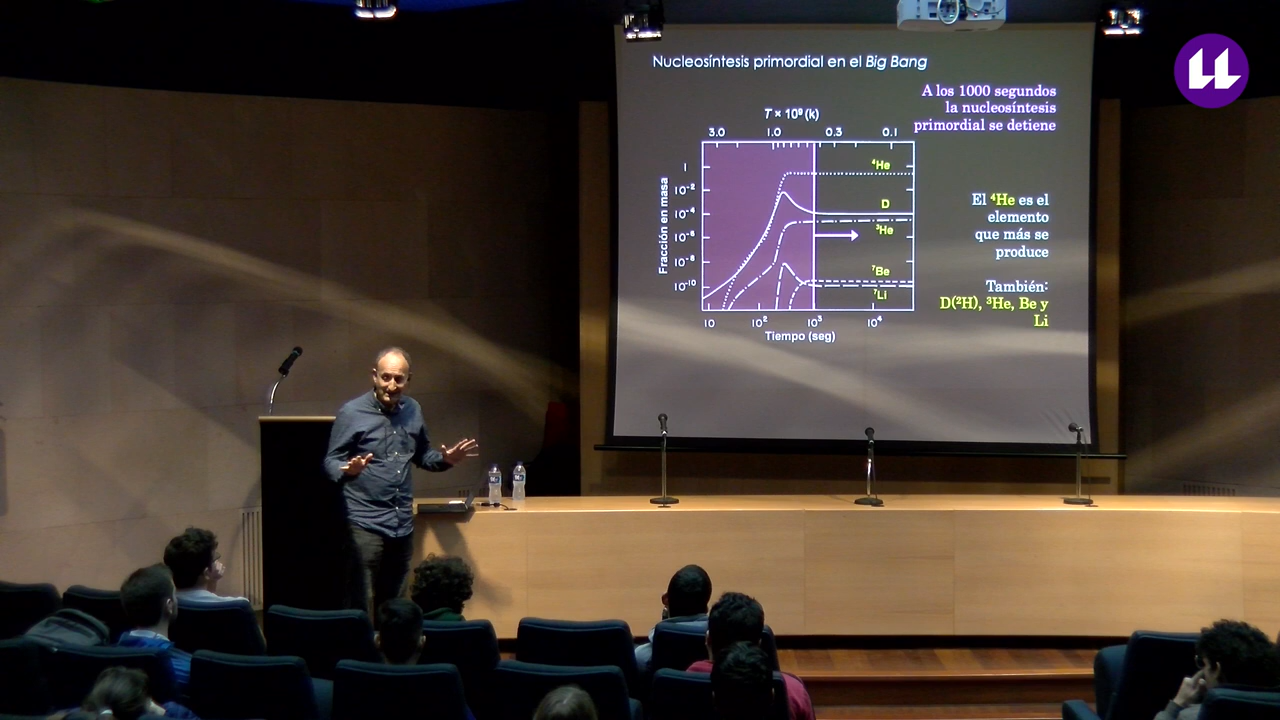 Nucleosíntesis primordial en el Big Bang
A los 1000 segundos
la nucleosíntesis
primordial se detiene
T × 10⁹ (k)
3.0 1.0 0.3 0.1
Fracción en masa
1
10⁻²
10⁻⁴
10⁻⁶
10⁻⁸
10⁻¹⁰
⁴He
D
³He
⁷Be
⁷Li
10 10² 10³ 10⁴
Tiempo (seg)
El ⁴He es el
elemento
que más se
produce
También:
D(²H), ³He, Be y
Li